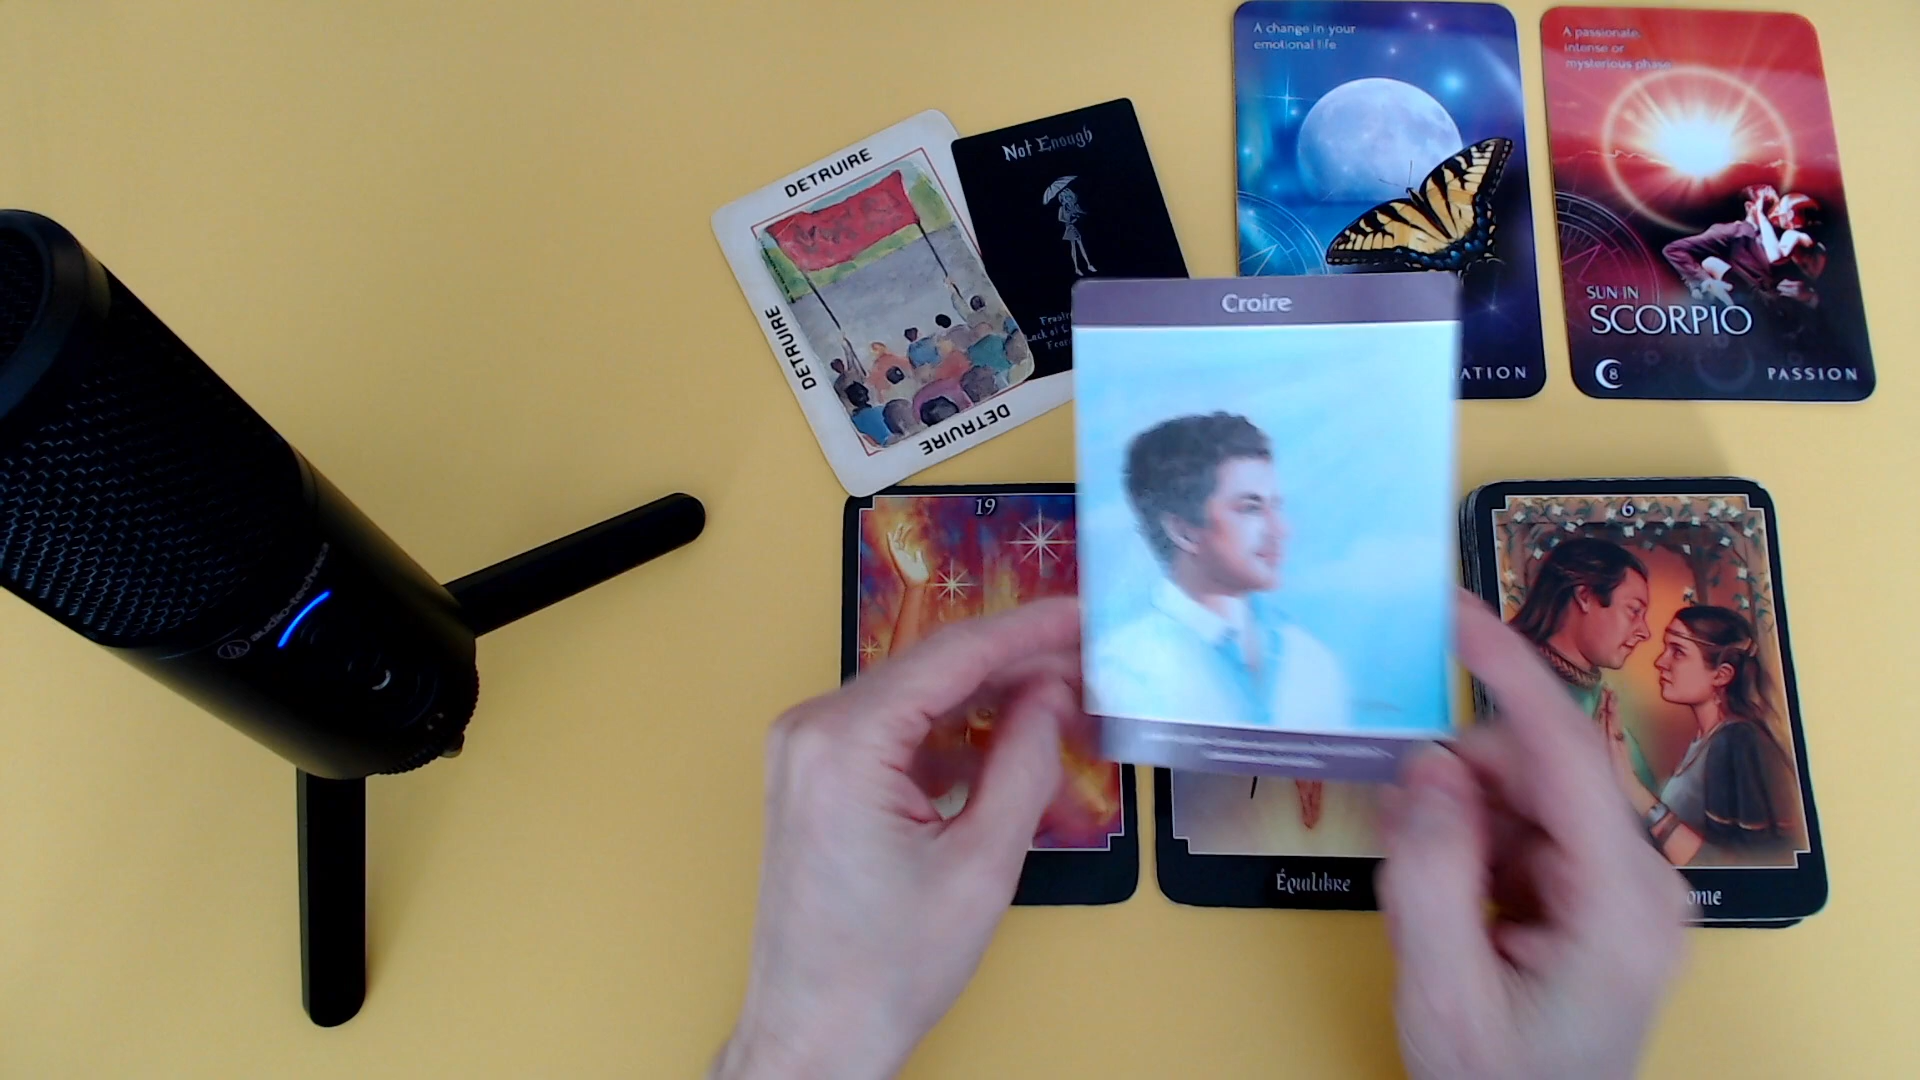 A change in your
emotional life
A passionate,
intense or
mysterious phase
Not Enough
DETRUIRE
DETRUIRE
DETRUIRE
Croire
SUN IN
SCORPIO
8
PASSION
ATION
19
6
audio-technica
Équilibre
onie